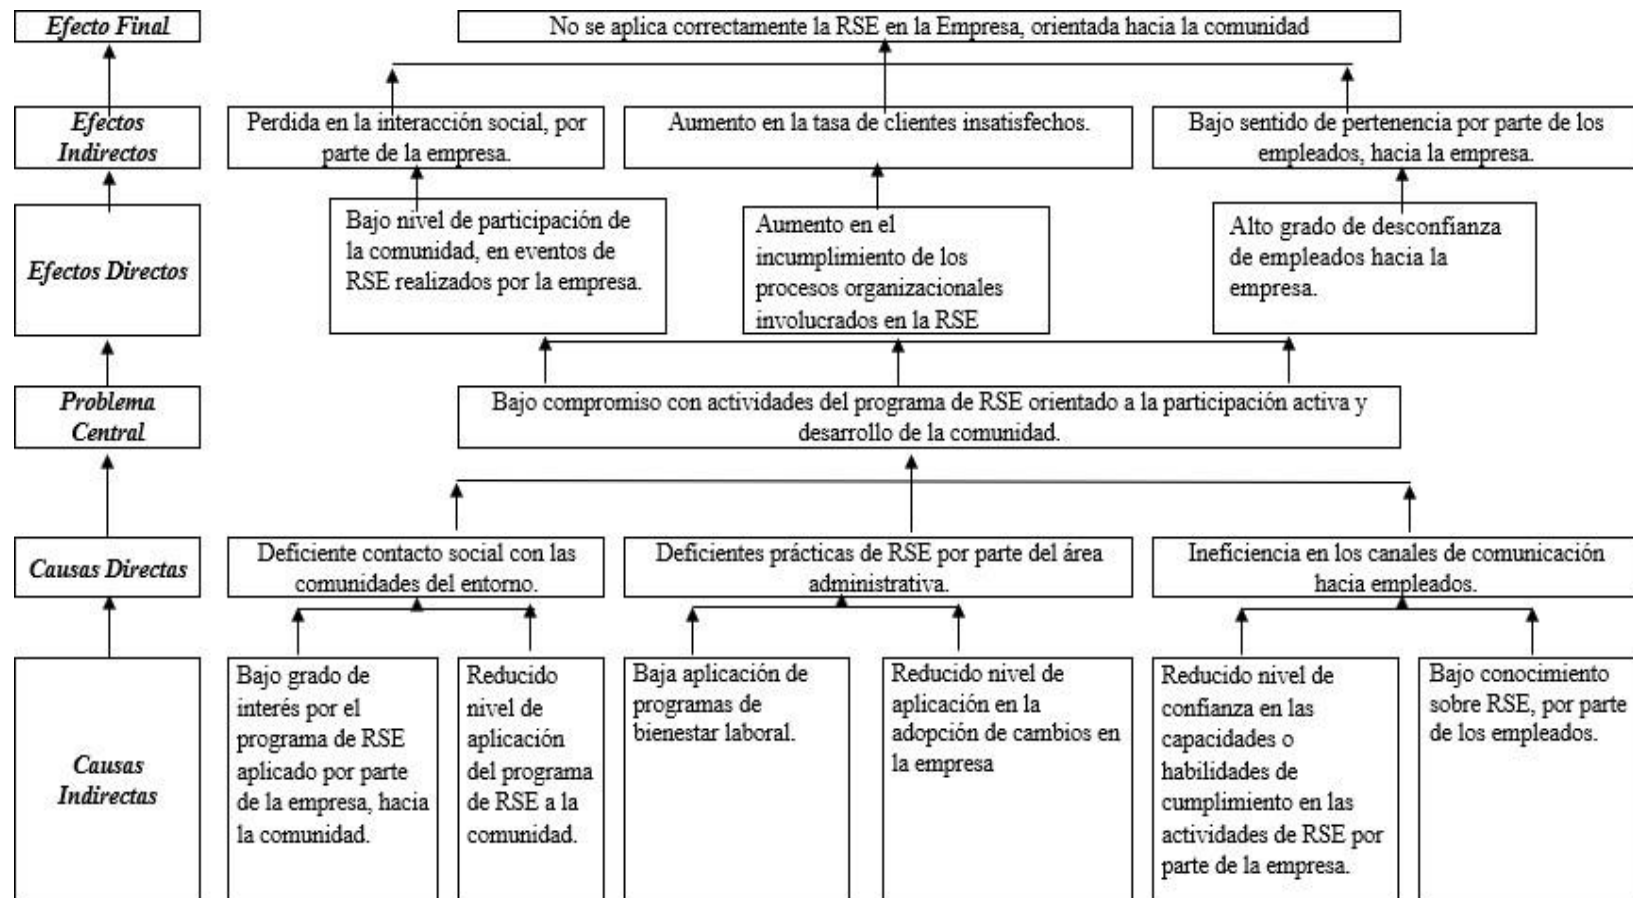 Efecto Final
No se aplica correctamente la RSE en la Empresa, orientada hacia la comunidad
Efectos
Indirectos
Perdida en la interacción social, por
parte de la empresa.
Aumento en la tasa de clientes insatisfechos.
Bajo sentido de pertenencia por parte de los
empleados, hacia la empresa.
Efectos Directos
Bajo nivel de participación de
la comunidad, en eventos de
RSE realizados por la empresa.
Aumento en el
incumplimiento de los
procesos organizacionales
involucrados en la RSE
Alto grado de desconfianza
de empleados hacia la
empresa.
Problema
Central
Bajo compromiso con actividades del programa de RSE orientado a la participación activa y
desarrollo de la comunidad.
Causas Directas
Deficiente contacto social con las
comunidades del entorno.
Deficientes prácticas de RSE por parte del área
administrativa.
Ineficiencia en los canales de comunicación
hacia empleados.
Causas
Indirectas
Bajo grado de
interés por el
programa de RSE
aplicado por parte
de la empresa, hacia
la comunidad.
Reducido
nivel de
aplicación
del programa
de RSE a la
comunidad.
Baja aplicación de
programas de
bienestar laboral.
Reducido nivel de
aplicación en la
adopción de cambios en
la empresa
Reducido nivel de
confianza en las
capacidades o
habilidades de
cumplimiento en las
actividades de RSE por
parte de la empresa.
Bajo conocimiento
sobre RSE, por parte
de los empleados.